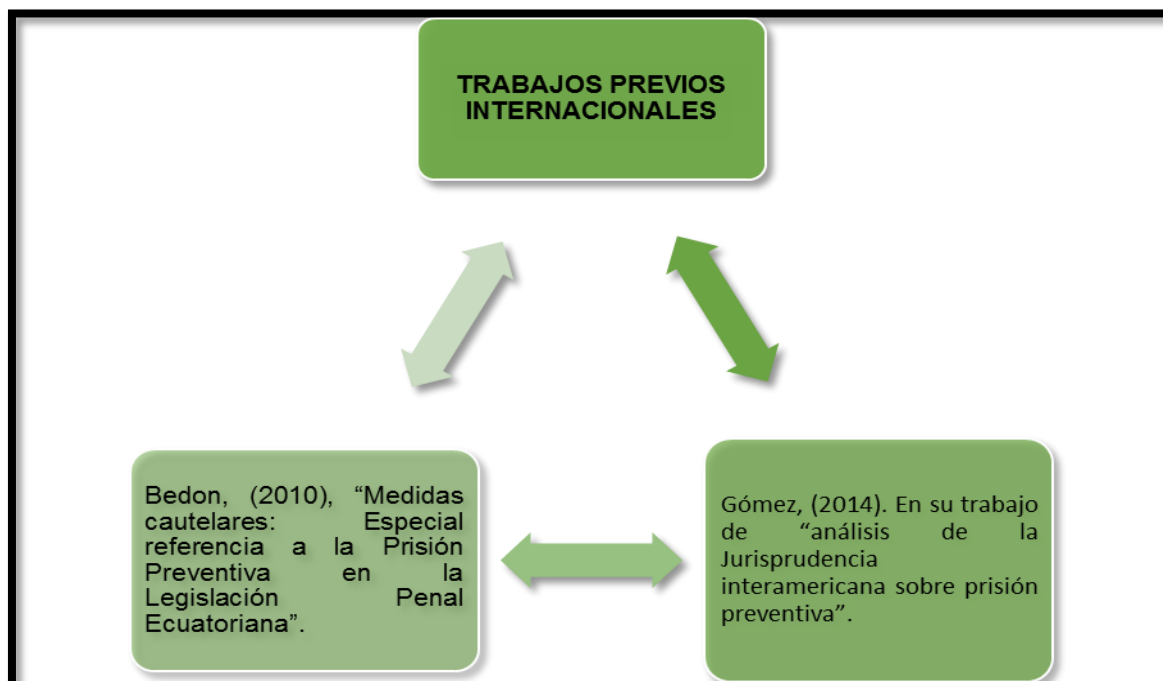 TRABAJOS PREVIOS
INTERNACIONALES
Bedon, (2010), “Medidas
cautelares: Especial
referencia a la Prisión
Preventiva en la
Legislación Penal
Ecuatoriana”.
Gómez, (2014). En su trabajo
de “análisis de la
Jurisprudencia
interamericana sobre prisión
preventiva”.